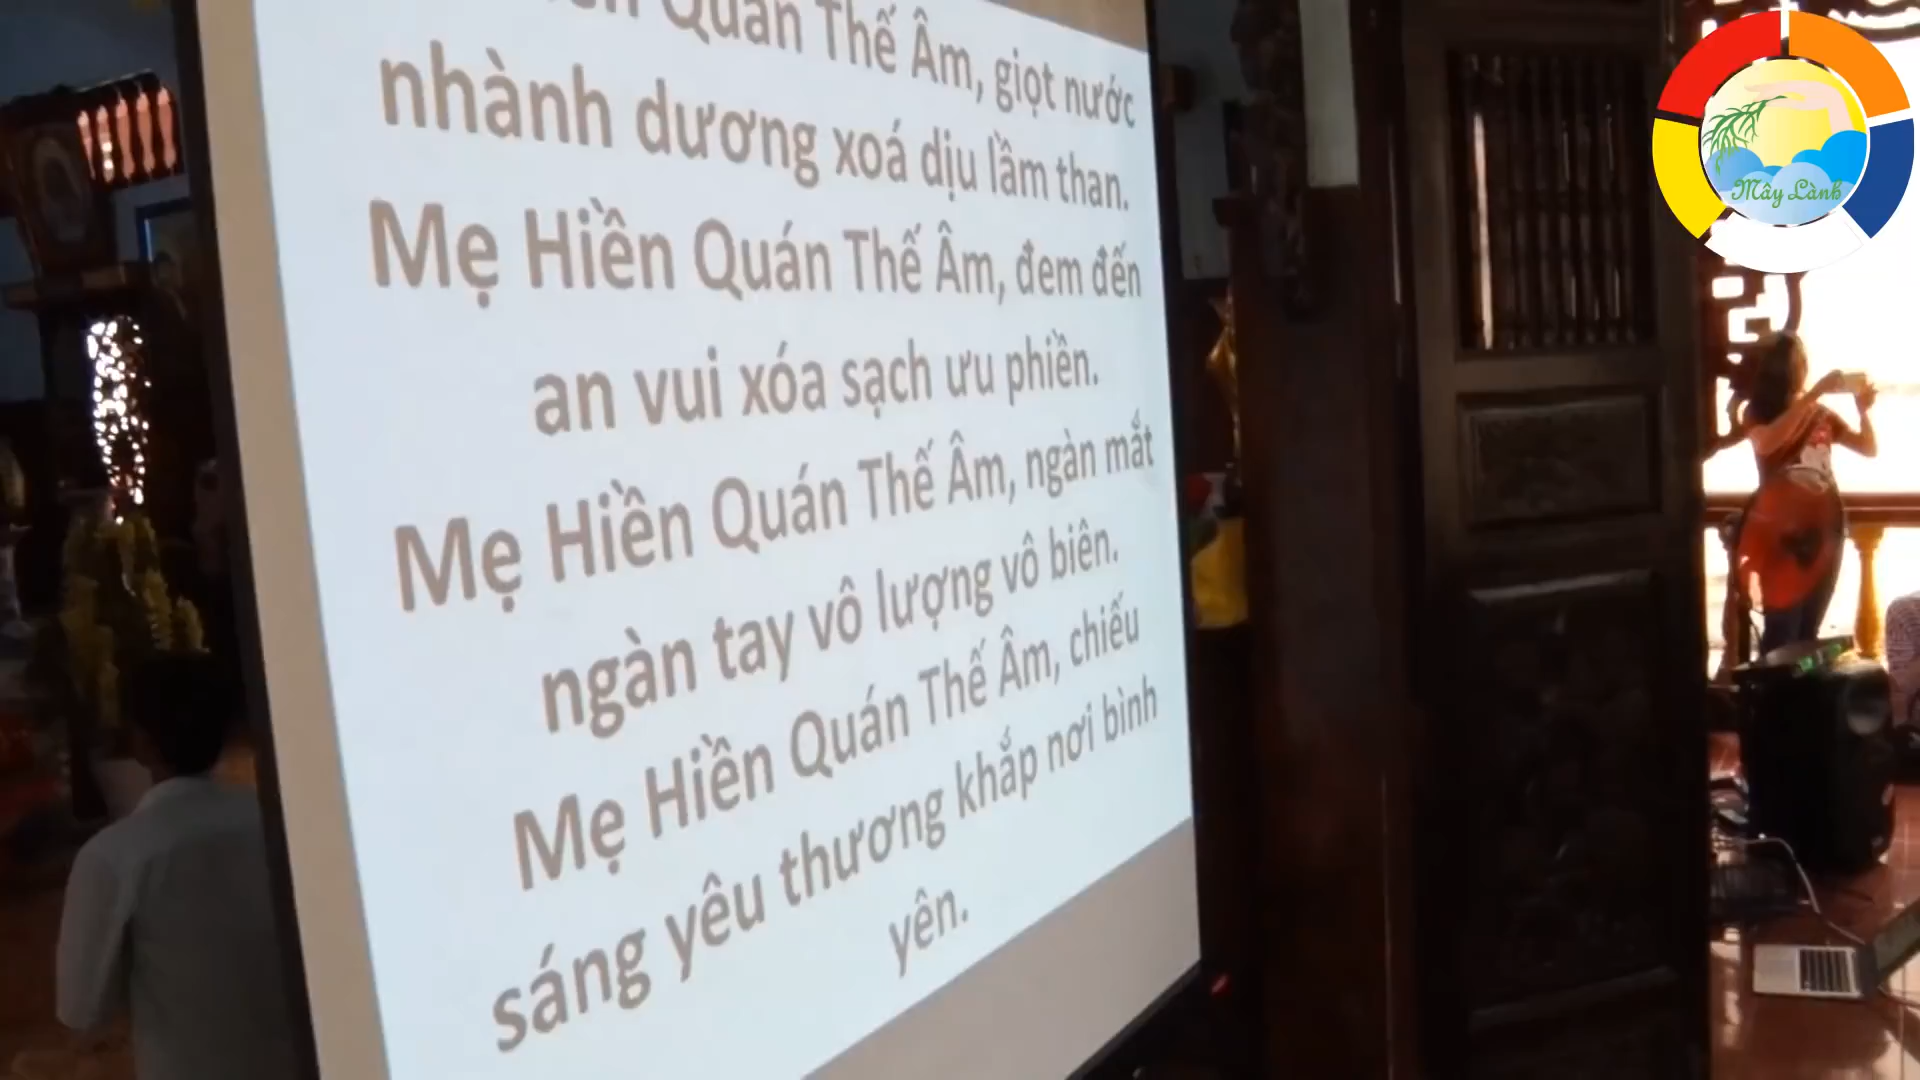 Quán Thế Âm, giọt nước
nhành dương xoá dịu lầm than.
Mẹ Hiền Quán Thế Âm, đem đến
an vui xóa sạch ưu phiền.
Mẹ Hiền Quán Thế Âm, ngàn mắt
ngàn tay vô lượng vô biên.
Mẹ Hiền Quán Thế Âm, chiếu
sáng yêu thương khắp nơi bình
yên.
Mây Lành